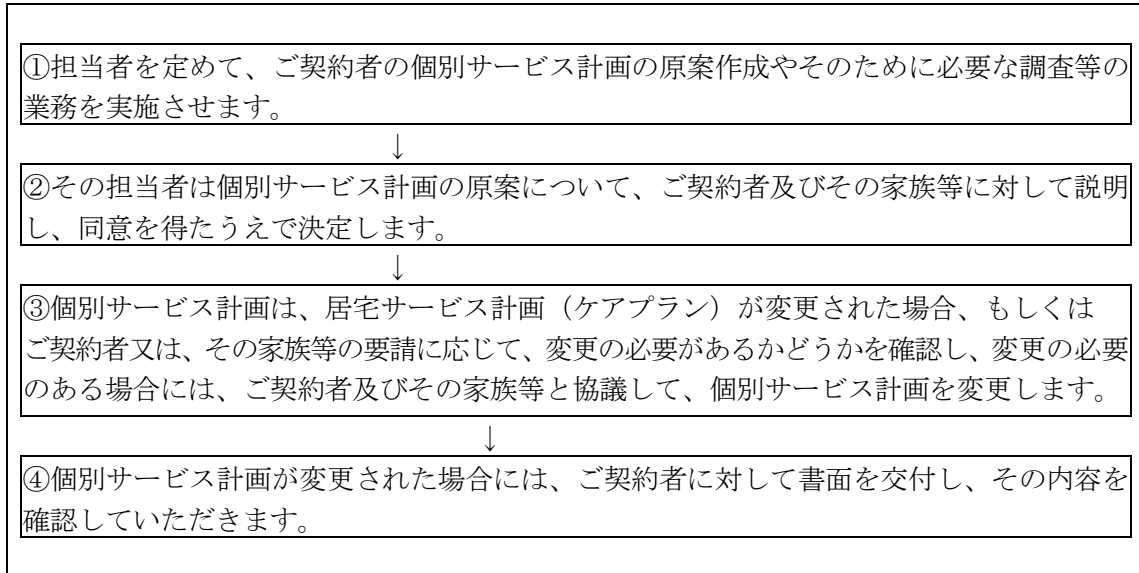 ①担当者を定めて、ご契約者の個別サービス計画の原案作成やそのために必要な調査等の
業務を実施させます。
↓
②その担当者は個別サービス計画の原案について、ご契約者及びその家族等に対して説明
し、同意を得たうえで決定します。
↓
③個別サービス計画は、居宅サービス計画（ケアプラン）が変更された場合、もしくは
ご契約者又は、その家族等の要請に応じて、変更の必要があるかどうかを確認し、変更の必要
のある場合には、ご契約者及びその家族等と協議して、個別サービス計画を変更します。
↓
④個別サービス計画が変更された場合には、ご契約者に対して書面を交付し、その内容を
確認していただきます。